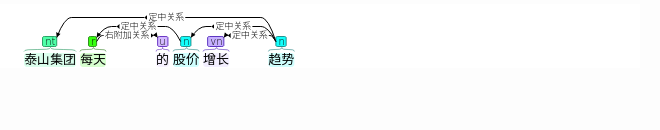 定中关系
定中关系 定中关系
右附加关系 定中关系
nt r u n vn n
泰山集团 每天 的 股价 增长 趋势